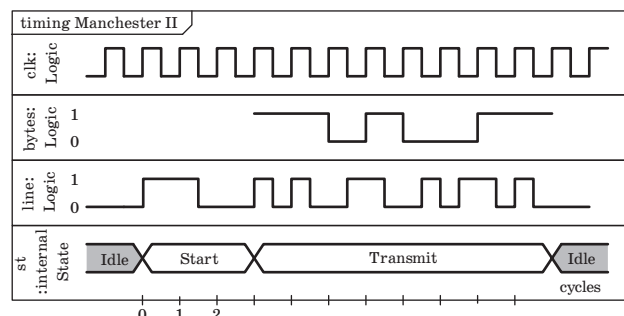 timing Manchester II
clk:
Logic
bytes:
Logic
1
0
line:
Logic
1
0
st
:internal
State
Idle
Start
Transmit
Idle
cycles
0 1 2